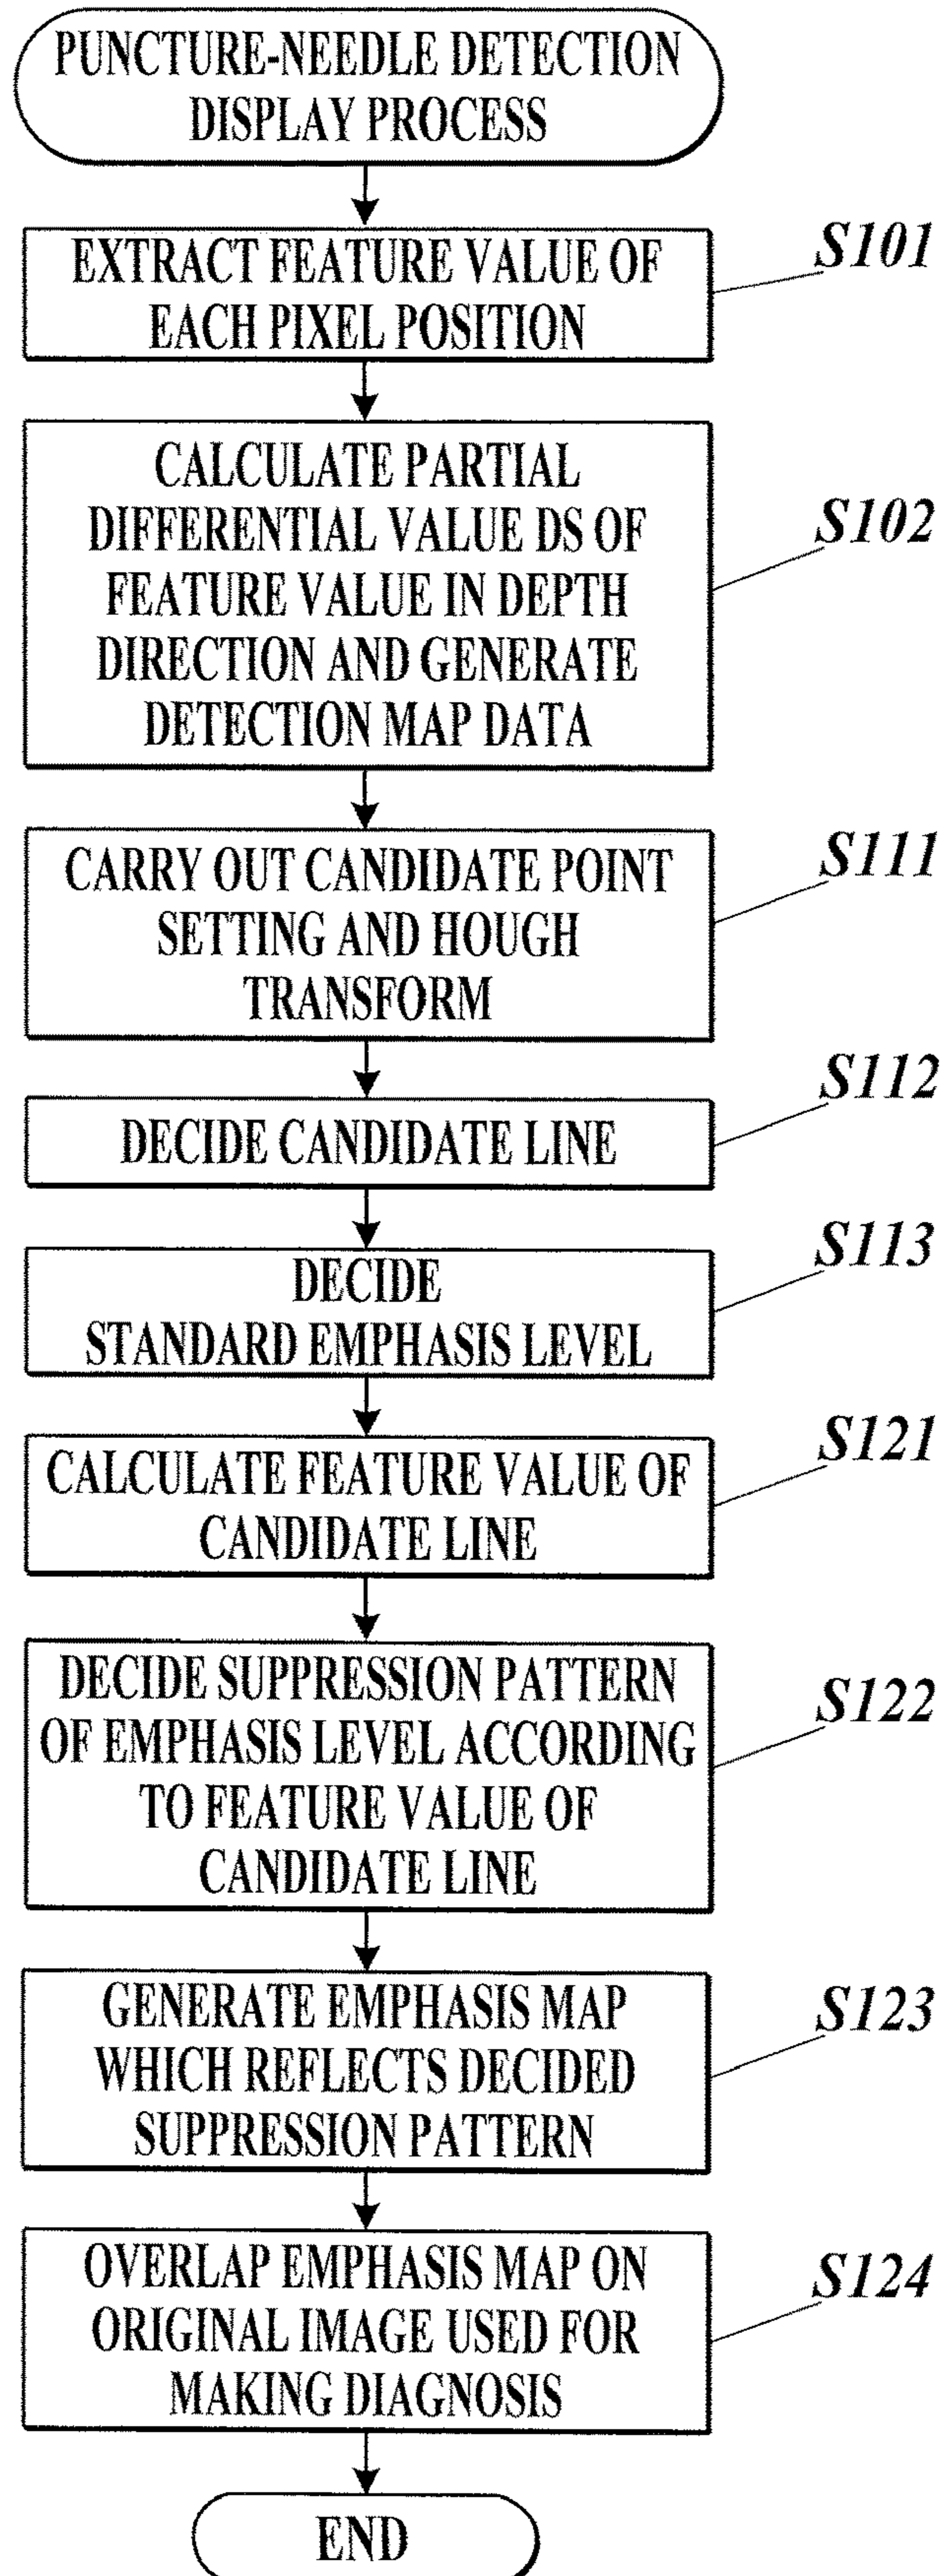 PUNCTURE-NEEDLE DETECTION
DISPLAY PROCESS
EXTRACT FEATURE VALUE OF
EACH PIXEL POSITION
S101
CALCULATE PARTIAL
DIFFERENTIAL VALUE DS OF
FEATURE VALUE IN DEPTH
DIRECTION AND GENERATE
DETECTION MAP DATA
S102
CARRY OUT CANDIDATE POINT
SETTING AND HOUGH
TRANSFORM
S111
DECIDE CANDIDATE LINE
S112
DECIDE
STANDARD EMPHASIS LEVEL
S113
CALCULATE FEATURE VALUE OF
CANDIDATE LINE
S121
DECIDE SUPPRESSION PATTERN
OF EMPHASIS LEVEL ACCORDING
TO FEATURE VALUE OF
CANDIDATE LINE
S122
GENERATE EMPHASIS MAP
WHICH REFLECTS DECIDED
SUPPRESSION PATTERN
S123
OVERLAP EMPHASIS MAP ON
ORIGINAL IMAGE USED FOR
MAKING DIAGNOSIS
S124
END